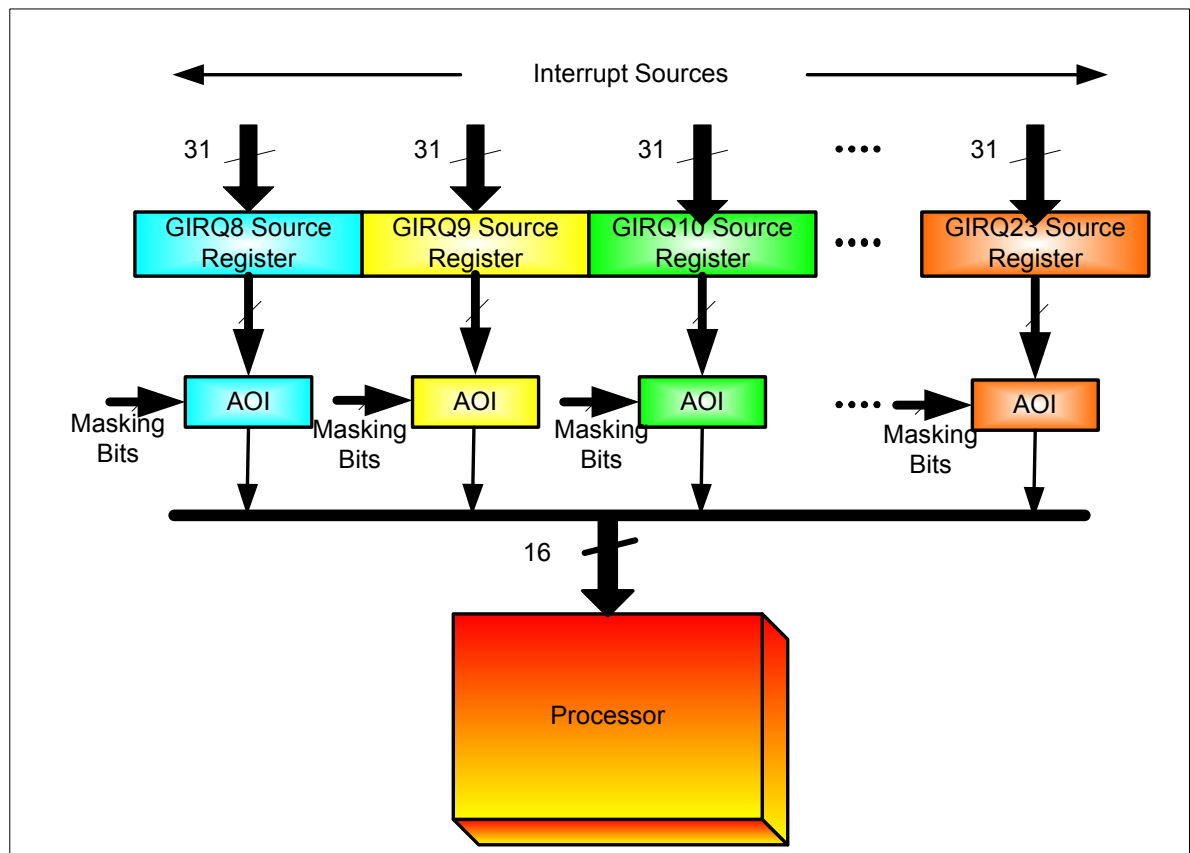 Interrupt Sources
31 31 31 •••• 31
GIRQ8 Source Register
GIRQ9 Source Register
GIRQ10 Source Register
••••
GIRQ23 Source Register
AOI
AOI
AOI
••••
AOI
Masking Bits
Masking Bits
Masking Bits
Masking Bits
16
Processor